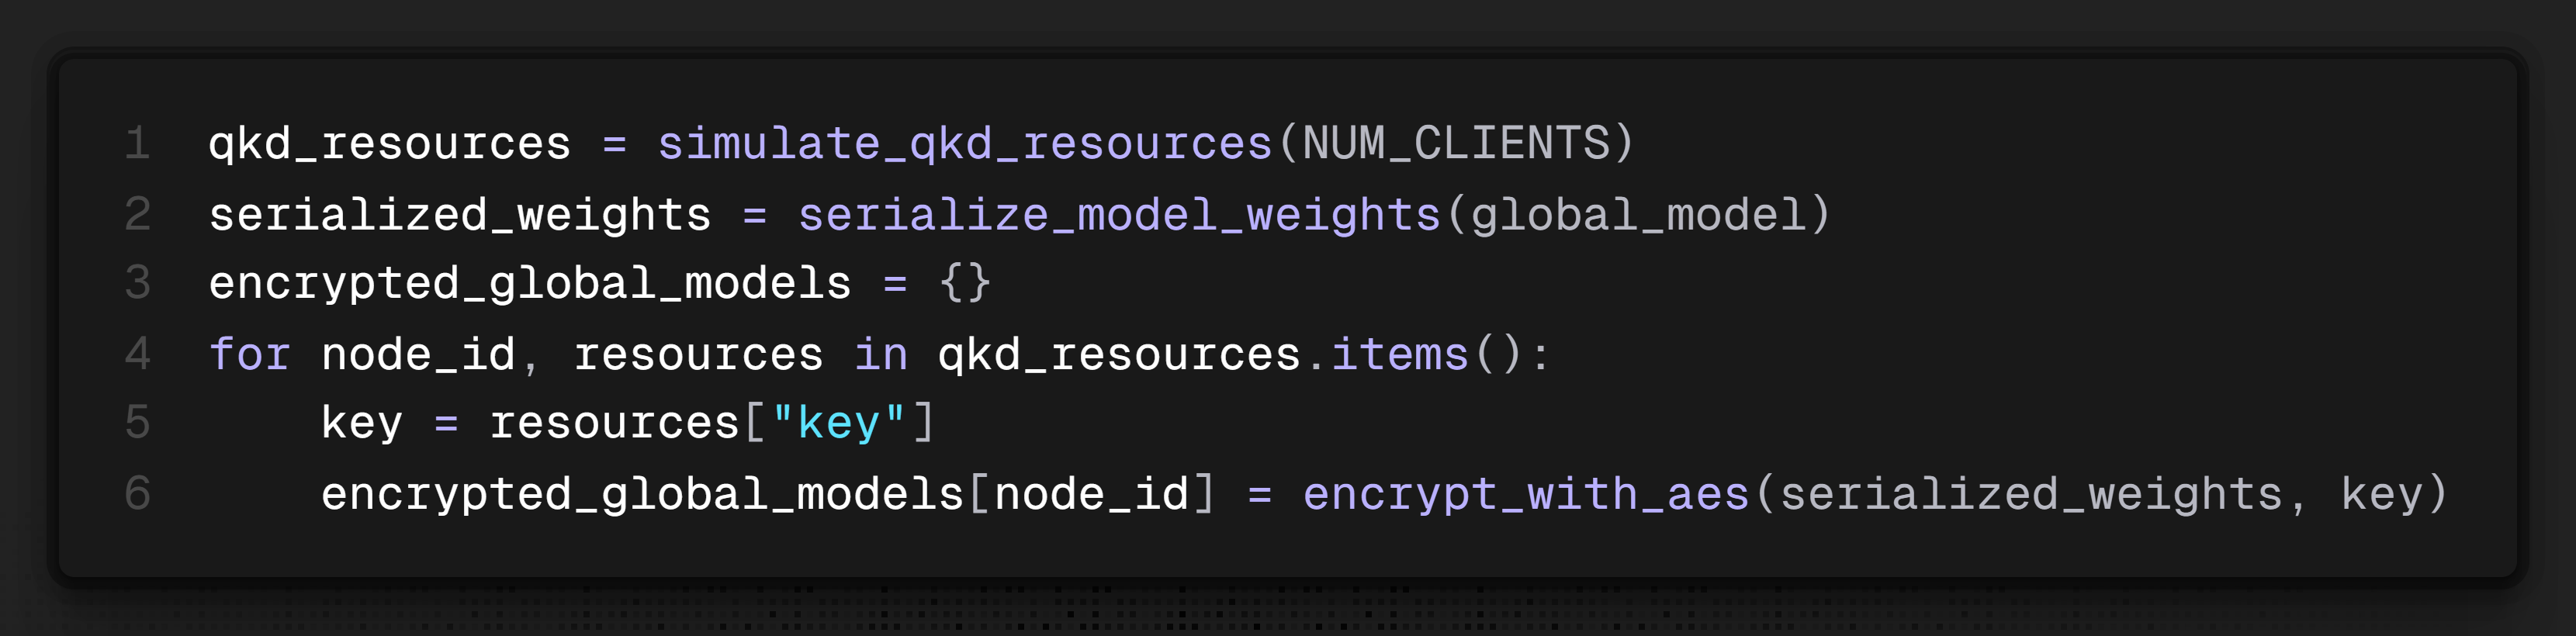 1 qkd_resources = simulate_qkd_resources(NUM_CLIENTS)
2 serialized_weights = serialize_model_weights(global_model)
3 encrypted_global_models = {}
4 for node_id, resources in qkd_resources.items():
5     key = resources["key"]
6     encrypted_global_models[node_id] = encrypt_with_aes(serialized_weights, key)